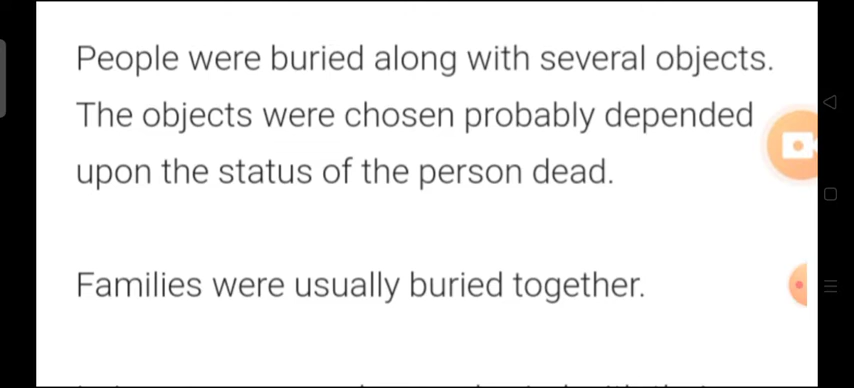 People were buried along with several objects.
The objects were chosen probably depended
upon the status of the person dead.
Families were usually buried together.